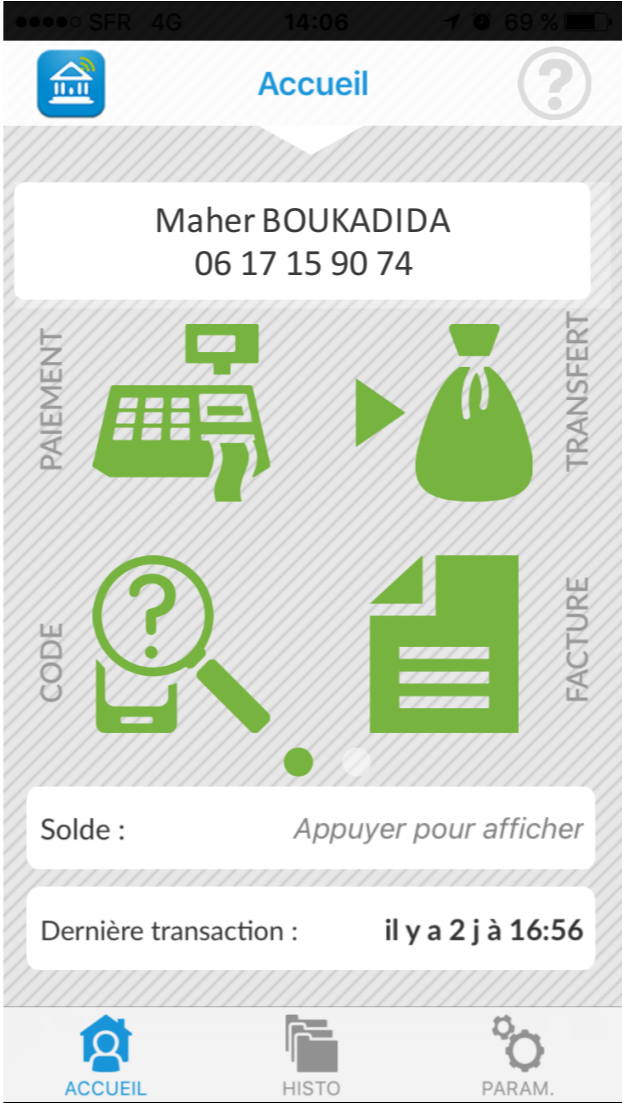 SFR 4G 14:06 69 %
Accueil
?
Maher BOUKADIDA
06 17 15 90 74
PAIEMENT
TRANSFERT
CODE
?
FACTURE
Solde : Appuyer pour afficher
Dernière transaction : il y a 2 j à 16:56
ACCUEIL HISTO PARAM.